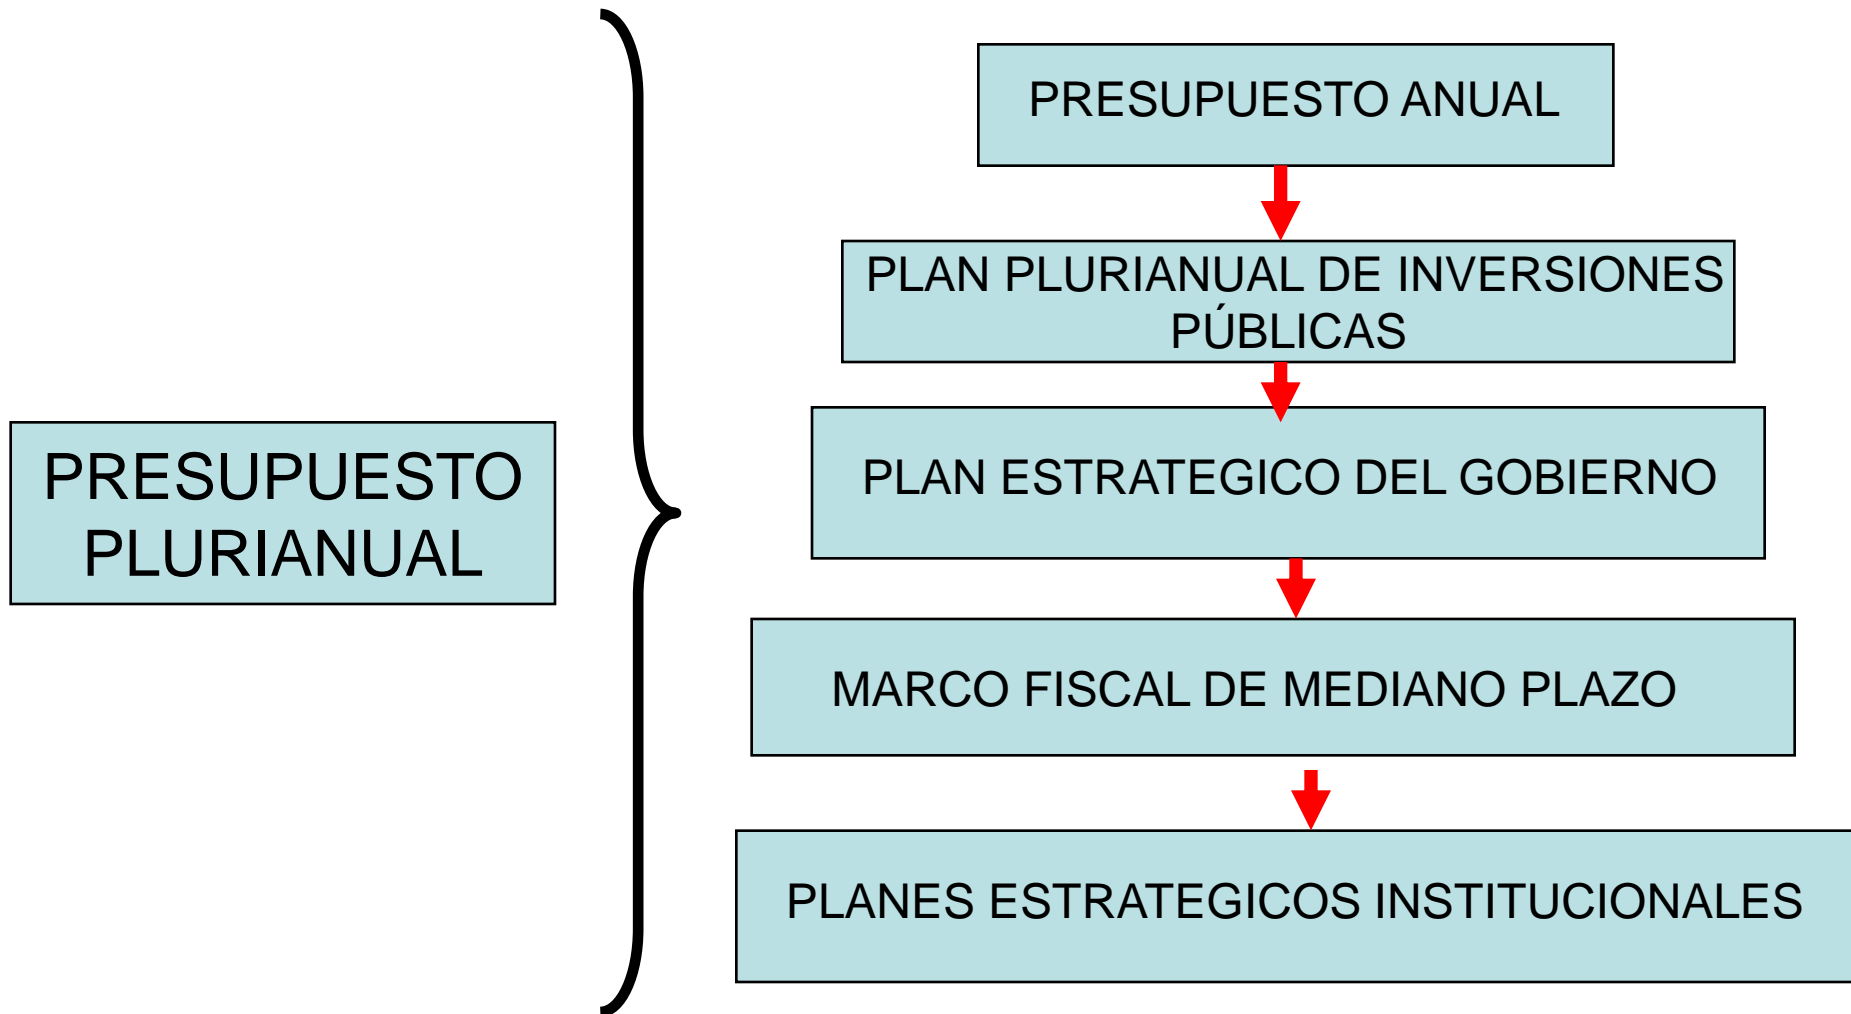 PRESUPUESTO
PLURIANUAL
PRESUPUESTO ANUAL
PLAN PLURIANUAL DE INVERSIONES
PÚBLICAS
PLAN ESTRATEGICO DEL GOBIERNO
MARCO FISCAL DE MEDIANO PLAZO
PLANES ESTRATEGICOS INSTITUCIONALES